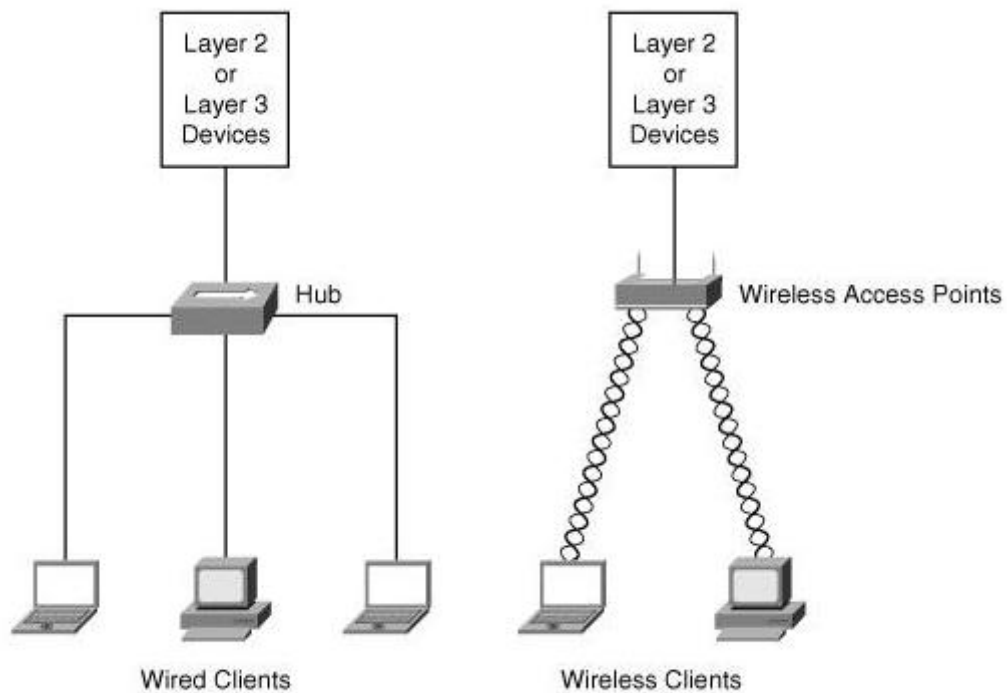 Layer 2
or
Layer 3
Devices
Layer 2
or
Layer 3
Devices
Hub
Wireless Access Points
Wired Clients
Wireless Clients